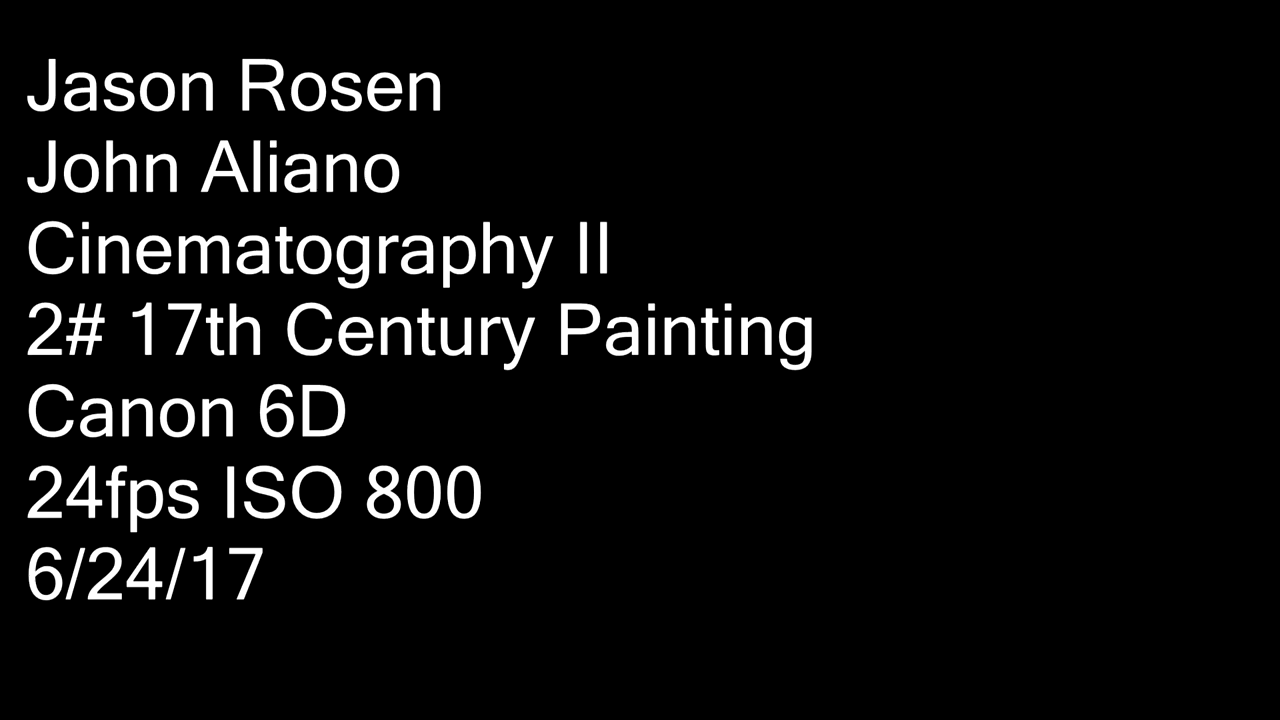 Jason Rosen
John Aliano
Cinematography II
2# 17th Century Painting
Canon 6D
24fps ISO 800
6/24/17